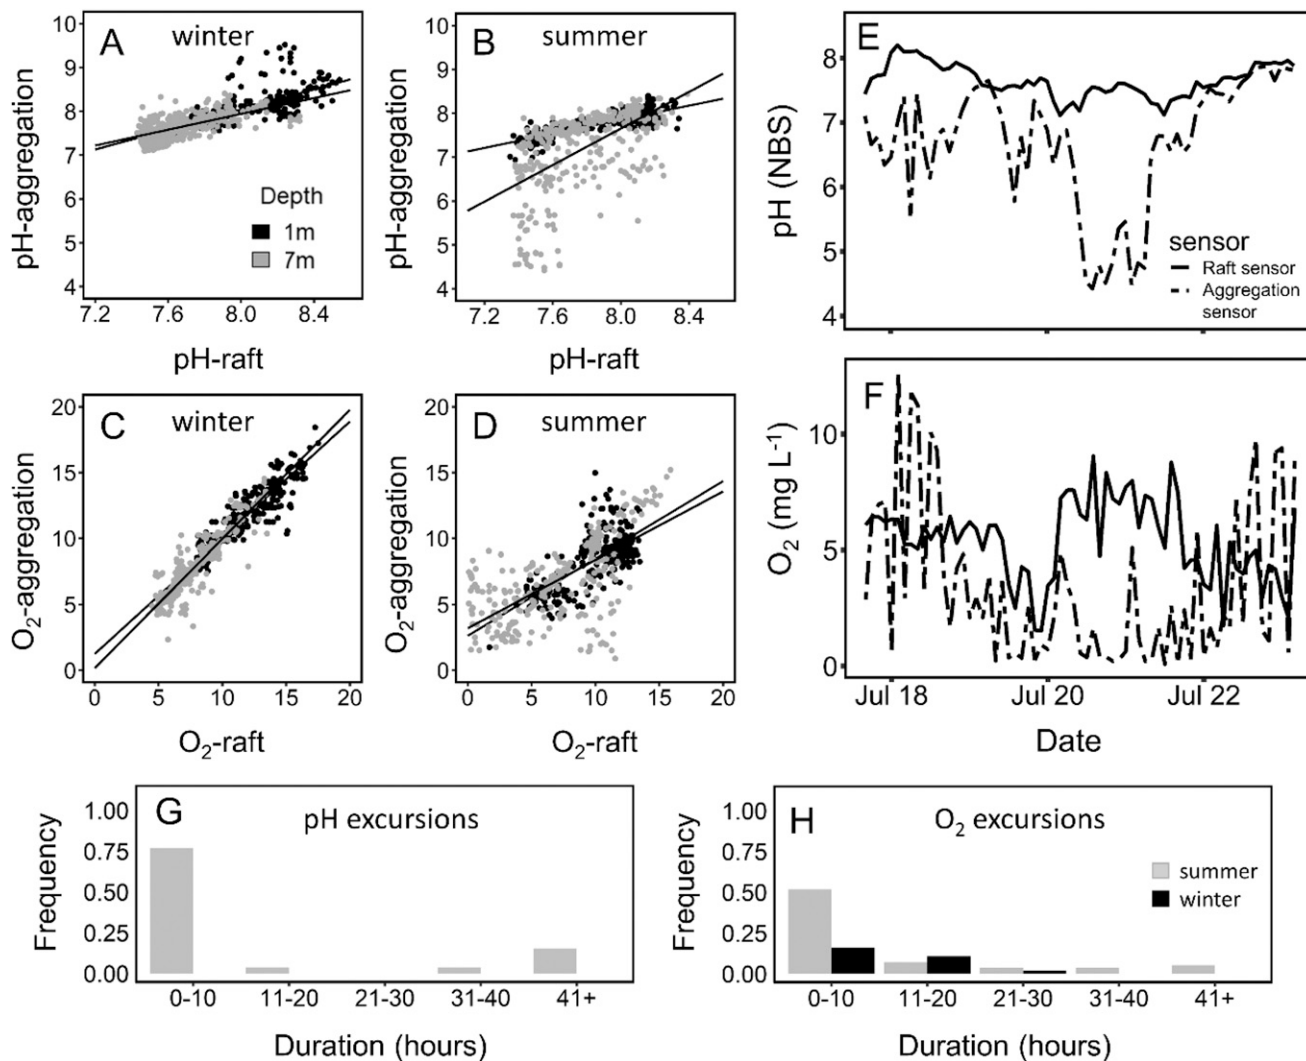 A winter
pH-aggregation
10
9
8
7
6
5
4
Depth
1m
7m
7.2 7.6 8.0 8.4
pH-raft
B summer
pH-aggregation
10
9
8
7
6
5
4
7.2 7.6 8.0 8.4
pH-raft
E
pH (NBS)
8
7
6
5
4
sensor
Raft sensor
Aggregation
sensor
C winter
O₂-aggregation
20
15
10
5
0
0 5 10 15 20
O₂-raft
D summer
O₂-aggregation
20
15
10
5
0
0 5 10 15 20
O₂-raft
F
O₂ (mg L⁻¹)
10
5
0
Jul 18 Jul 20 Jul 22
Date
G pH excursions
Frequency
1.00
0.75
0.50
0.25
0.00
0-10 11-20 21-30 31-40 41+
Duration (hours)
H O₂ excursions
Frequency
1.00
0.75
0.50
0.25
0.00
summer
winter
0-10 11-20 21-30 31-40 41+
Duration (hours)